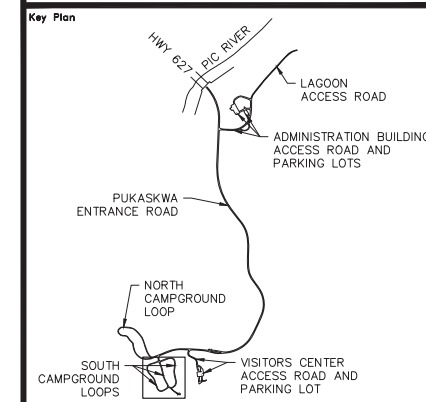 Key Plan
HWY 627
PIC RIVER
LAGOON
ACCESS ROAD
ADMINISTRATION BUILDING
ACCESS ROAD AND
PARKING LOTS
PUKASKWA
ENTRANCE ROAD
NORTH
CAMPGROUND
LOOP
SOUTH
CAMPGROUND
LOOPS
VISITORS CENTER
ACCESS ROAD AND
PARKING LOT